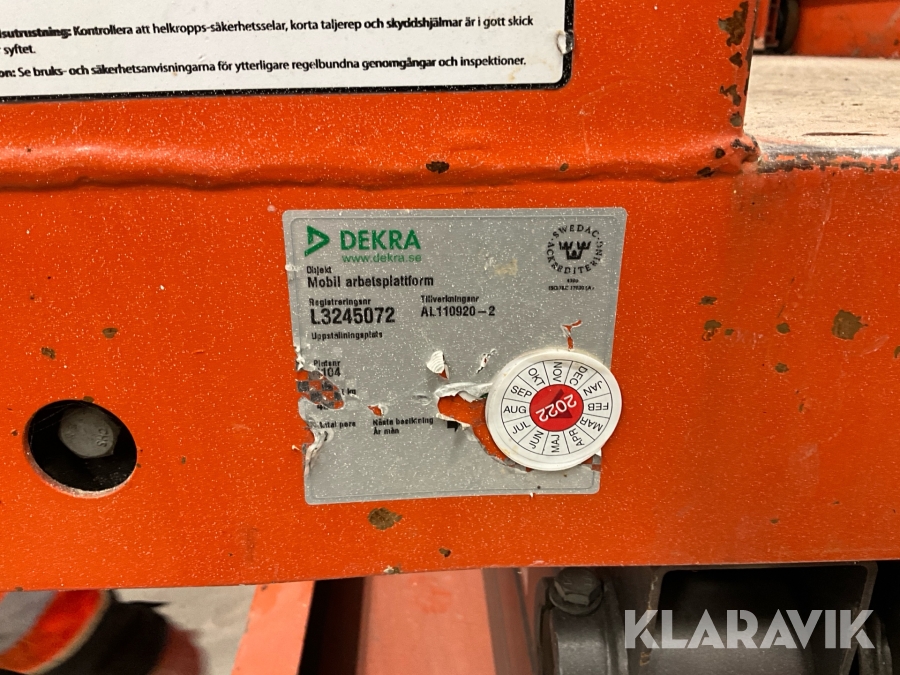 Kontrollera att helkropps-säkerhetsselar, korta taljerep och skyddshjälmar är i gott skick
syftet.
Se bruks- och säkerhetsanvisningarna för ytterligare regelbundna genomgångar och inspektioner.
DEKRA
www.dekra.se
Objekt
Mobil arbetsplattform
Registreringsnr
L3245072
Tillverkningsnr
AL110920-2
Uppställningsplats
SWEDAC
ACKREDITERING
104
Nästa besiktning
År mån
2022
JAN
FEB
MAR
APR
MAJ
JUN
JUL
AUG
SEP
OKT
NOV
DEC
KLARAVIK